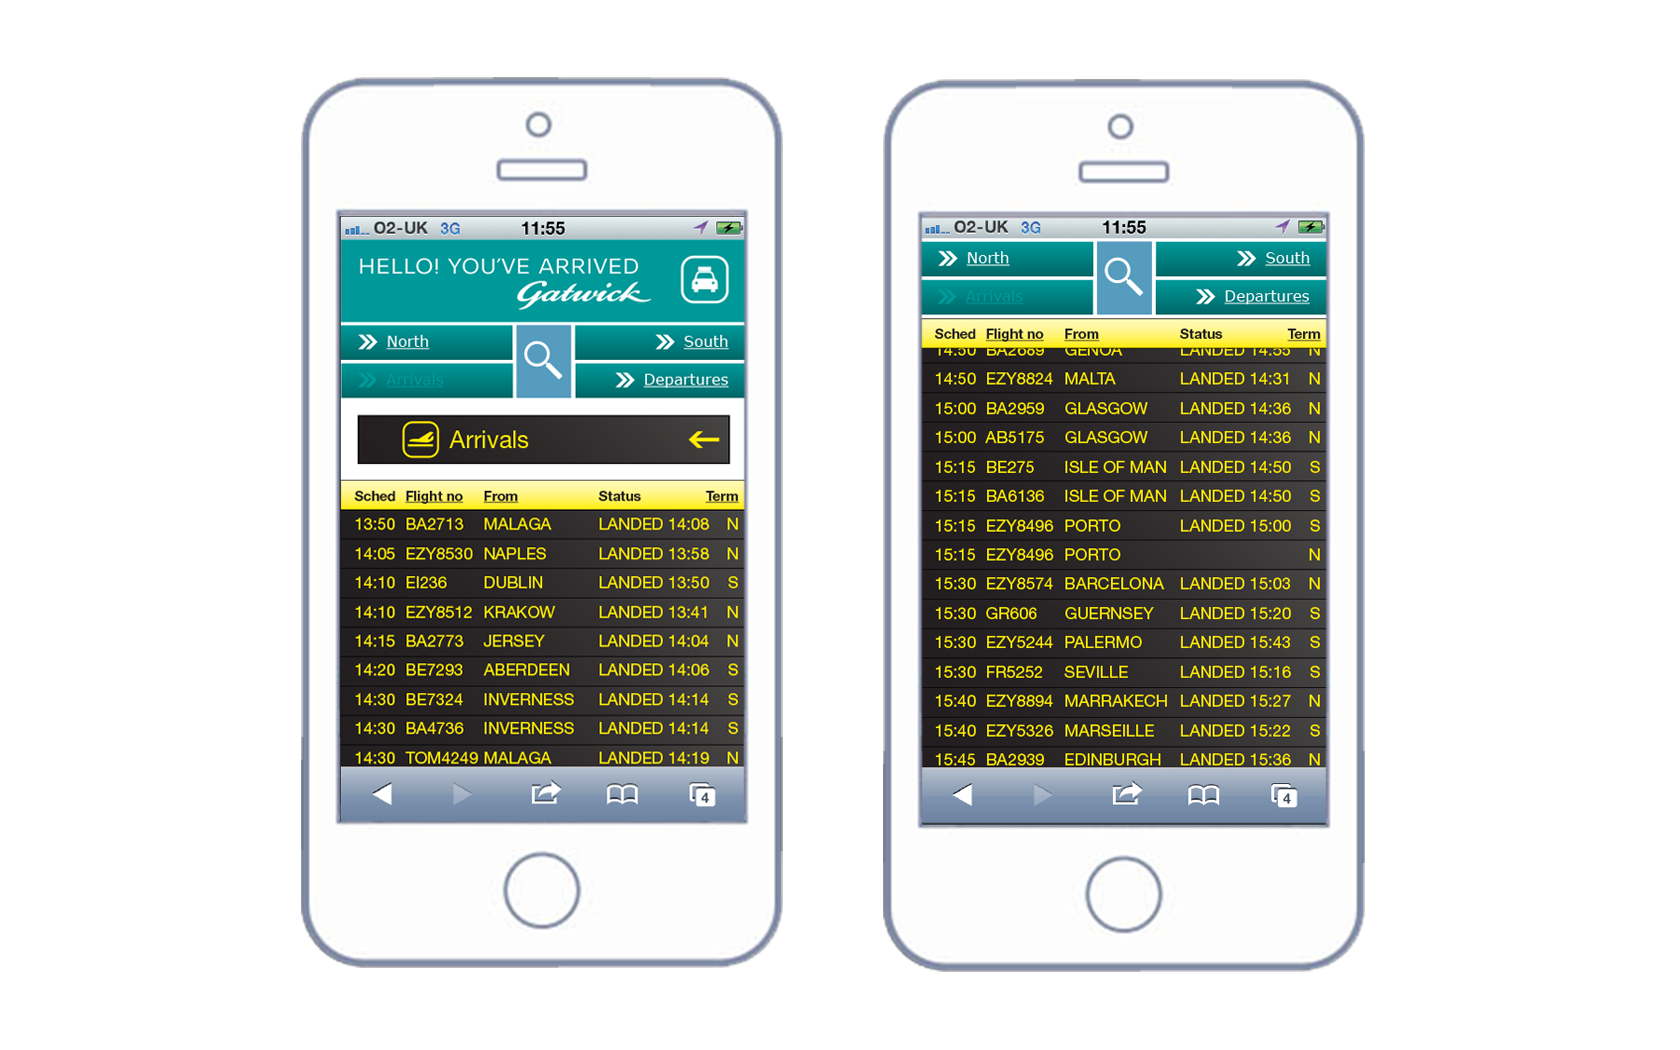 O2-UK 3G 11:55
HELLO! YOU'VE ARRIVED
Gatwick
North
South
Arrivals
Departures
Arrivals
Sched Flight no From Status Term
13:50 BA2713 MALAGA LANDED 14:08 N
14:05 EZY8530 NAPLES LANDED 13:58 N
14:10 EI236 DUBLIN LANDED 13:50 S
14:10 EZY8512 KRAKOW LANDED 13:41 N
14:15 BA2773 JERSEY LANDED 14:04 N
14:20 BE7293 ABERDEEN LANDED 14:06 S
14:30 BE7324 INVERNESS LANDED 14:14 S
14:30 BA4736 INVERNESS LANDED 14:14 S
14:30 TOM4249 MALAGA LANDED 14:19 N
4
O2-UK 3G 11:55
North
South
Arrivals
Departures
Sched Flight no From Status Term
14:50 BA2689 GENOA LANDED 14:55 N
14:50 EZY8824 MALTA LANDED 14:31 N
15:00 BA2959 GLASGOW LANDED 14:36 N
15:00 AB5175 GLASGOW LANDED 14:36 N
15:15 BE275 ISLE OF MAN LANDED 14:50 S
15:15 BA6136 ISLE OF MAN LANDED 14:50 S
15:15 EZY8496 PORTO LANDED 15:00 S
15:15 EZY8496 PORTO N
15:30 EZY8574 BARCELONA LANDED 15:03 N
15:30 GR606 GUERNSEY LANDED 15:20 S
15:30 EZY5244 PALERMO LANDED 15:43 S
15:30 FR5252 SEVILLE LANDED 15:16 S
15:40 EZY8894 MARRAKECH LANDED 15:27 N
15:40 EZY5326 MARSEILLE LANDED 15:22 S
15:45 BA2939 EDINBURGH LANDED 15:36 N
4